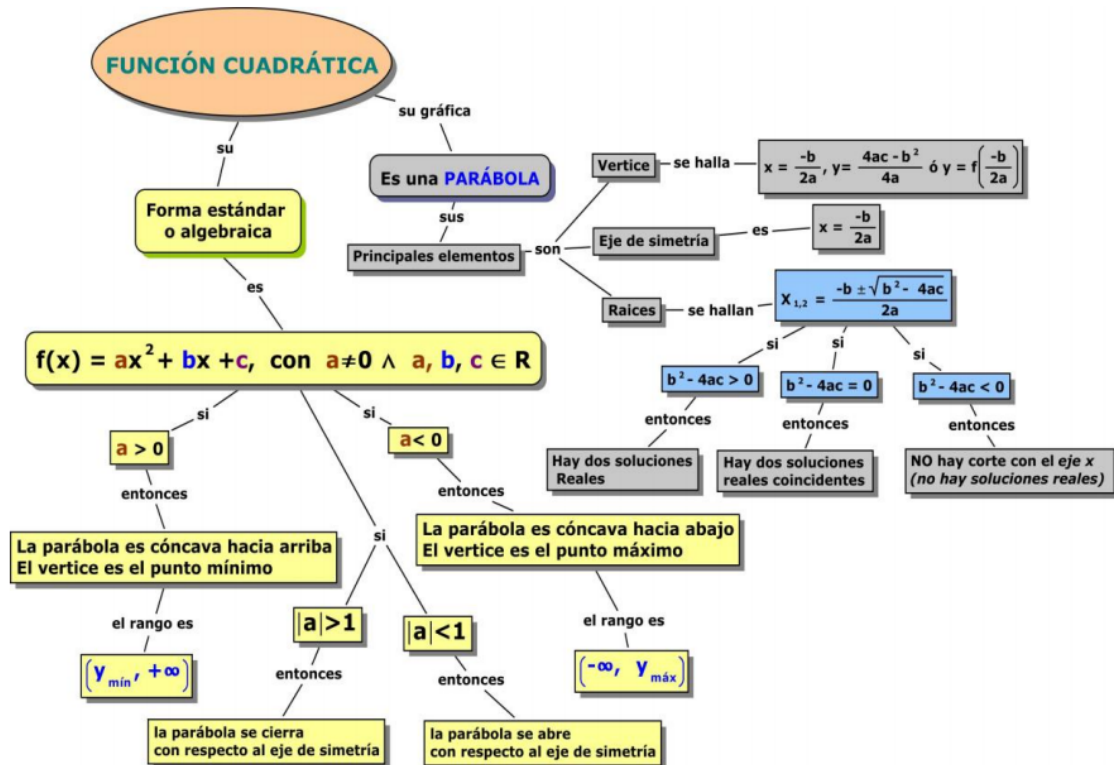 FUNCIÓN CUADRÁTICA
su gráfica
su
Es una PARÁBOLA
sus
Principales elementos
son
Vertice
se halla
x = -b/2a, y= 4ac - b²/4a ó y = f(-b/2a)
Eje de simetría
es
x = -b/2a
Raices
se hallan
X₁,₂ = -b ± √b² - 4ac/2a
si
si
si
b² - 4ac > 0
b² - 4ac = 0
b² - 4ac < 0
entonces
entonces
entonces
Hay dos soluciones
Reales
Hay dos soluciones
reales coincidentes
NO hay corte con el eje x
(no hay soluciones reales)
Forma estándar
o algebraica
es
f(x) = ax² + bx +c, con a≠0 ∧ a, b, c ∈ R
si
a > 0
entonces
La parábola es cóncava hacia arriba
El vertice es el punto mínimo
el rango es
(y mín, +∞)
si
a< 0
entonces
La parábola es cóncava hacia abajo
El vertice es el punto máximo
el rango es
(-∞, y máx)
si
|a|>1
entonces
la parábola se cierra
con respecto al eje de simetría
|a|<1
entonces
la parábola se abre
con respecto al eje de simetría